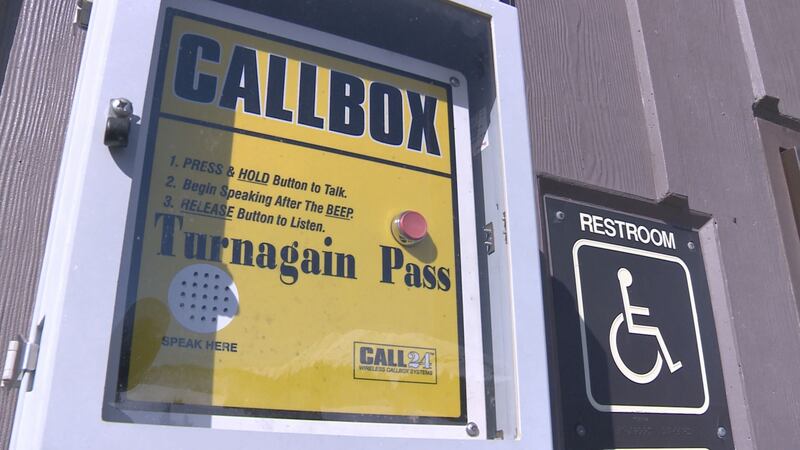 CALLBOX
1. PRESS & HOLD Button to Talk.
2. Begin Speaking After The BEEP.
3. RELEASE Button to Listen.
Turnagain Pass
SPEAK HERE
CALL24
WIRELESS CALLBOX SYSTEMS
RESTROOM